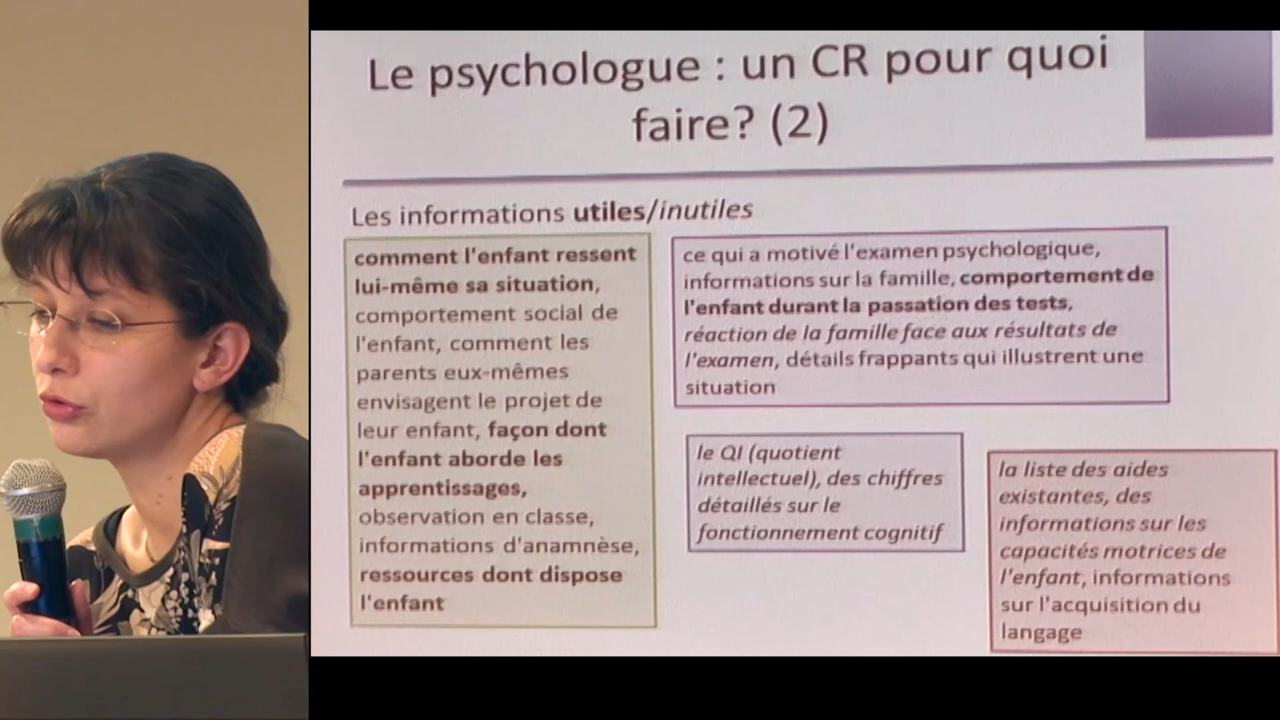 Le psychologue : un CR pour quoi
faire? (2)
Les informations utiles/inutiles
comment l'enfant ressent
lui-même sa situation,
comportement social de
l'enfant, comment les
parents eux-mêmes
envisagent le projet de
leur enfant, façon dont
l'enfant aborde les
apprentissages,
observation en classe,
informations d'anamnèse,
ressources dont dispose
l'enfant
ce qui a motivé l'examen psychologique,
informations sur la famille, comportement de
l'enfant durant la passation des tests,
réaction de la famille face aux résultats de
l'examen, détails frappants qui illustrent une
situation
le QI (quotient
intellectuel), des chiffres
détaillés sur le
fonctionnement cognitif
la liste des aides
existantes, des
informations sur les
capacités motrices de
l'enfant, informations
sur l'acquisition du
langage